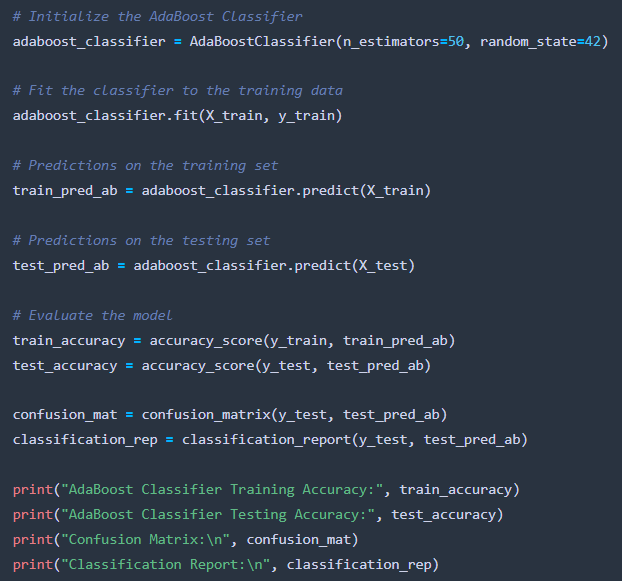 # Initialize the AdaBoost Classifier
adaboost_classifier = AdaBoostClassifier(n_estimators=50, random_state=42)
# Fit the classifier to the training data
adaboost_classifier.fit(X_train, y_train)
# Predictions on the training set
train_pred_ab = adaboost_classifier.predict(X_train)
# Predictions on the testing set
test_pred_ab = adaboost_classifier.predict(X_test)
# Evaluate the model
train_accuracy = accuracy_score(y_train, train_pred_ab)
test_accuracy = accuracy_score(y_test, test_pred_ab)
confusion_mat = confusion_matrix(y_test, test_pred_ab)
classification_rep = classification_report(y_test, test_pred_ab)
print("AdaBoost Classifier Training Accuracy:", train_accuracy)
print("AdaBoost Classifier Testing Accuracy:", test_accuracy)
print("Confusion Matrix:\n", confusion_mat)
print("Classification Report:\n", classification_rep)